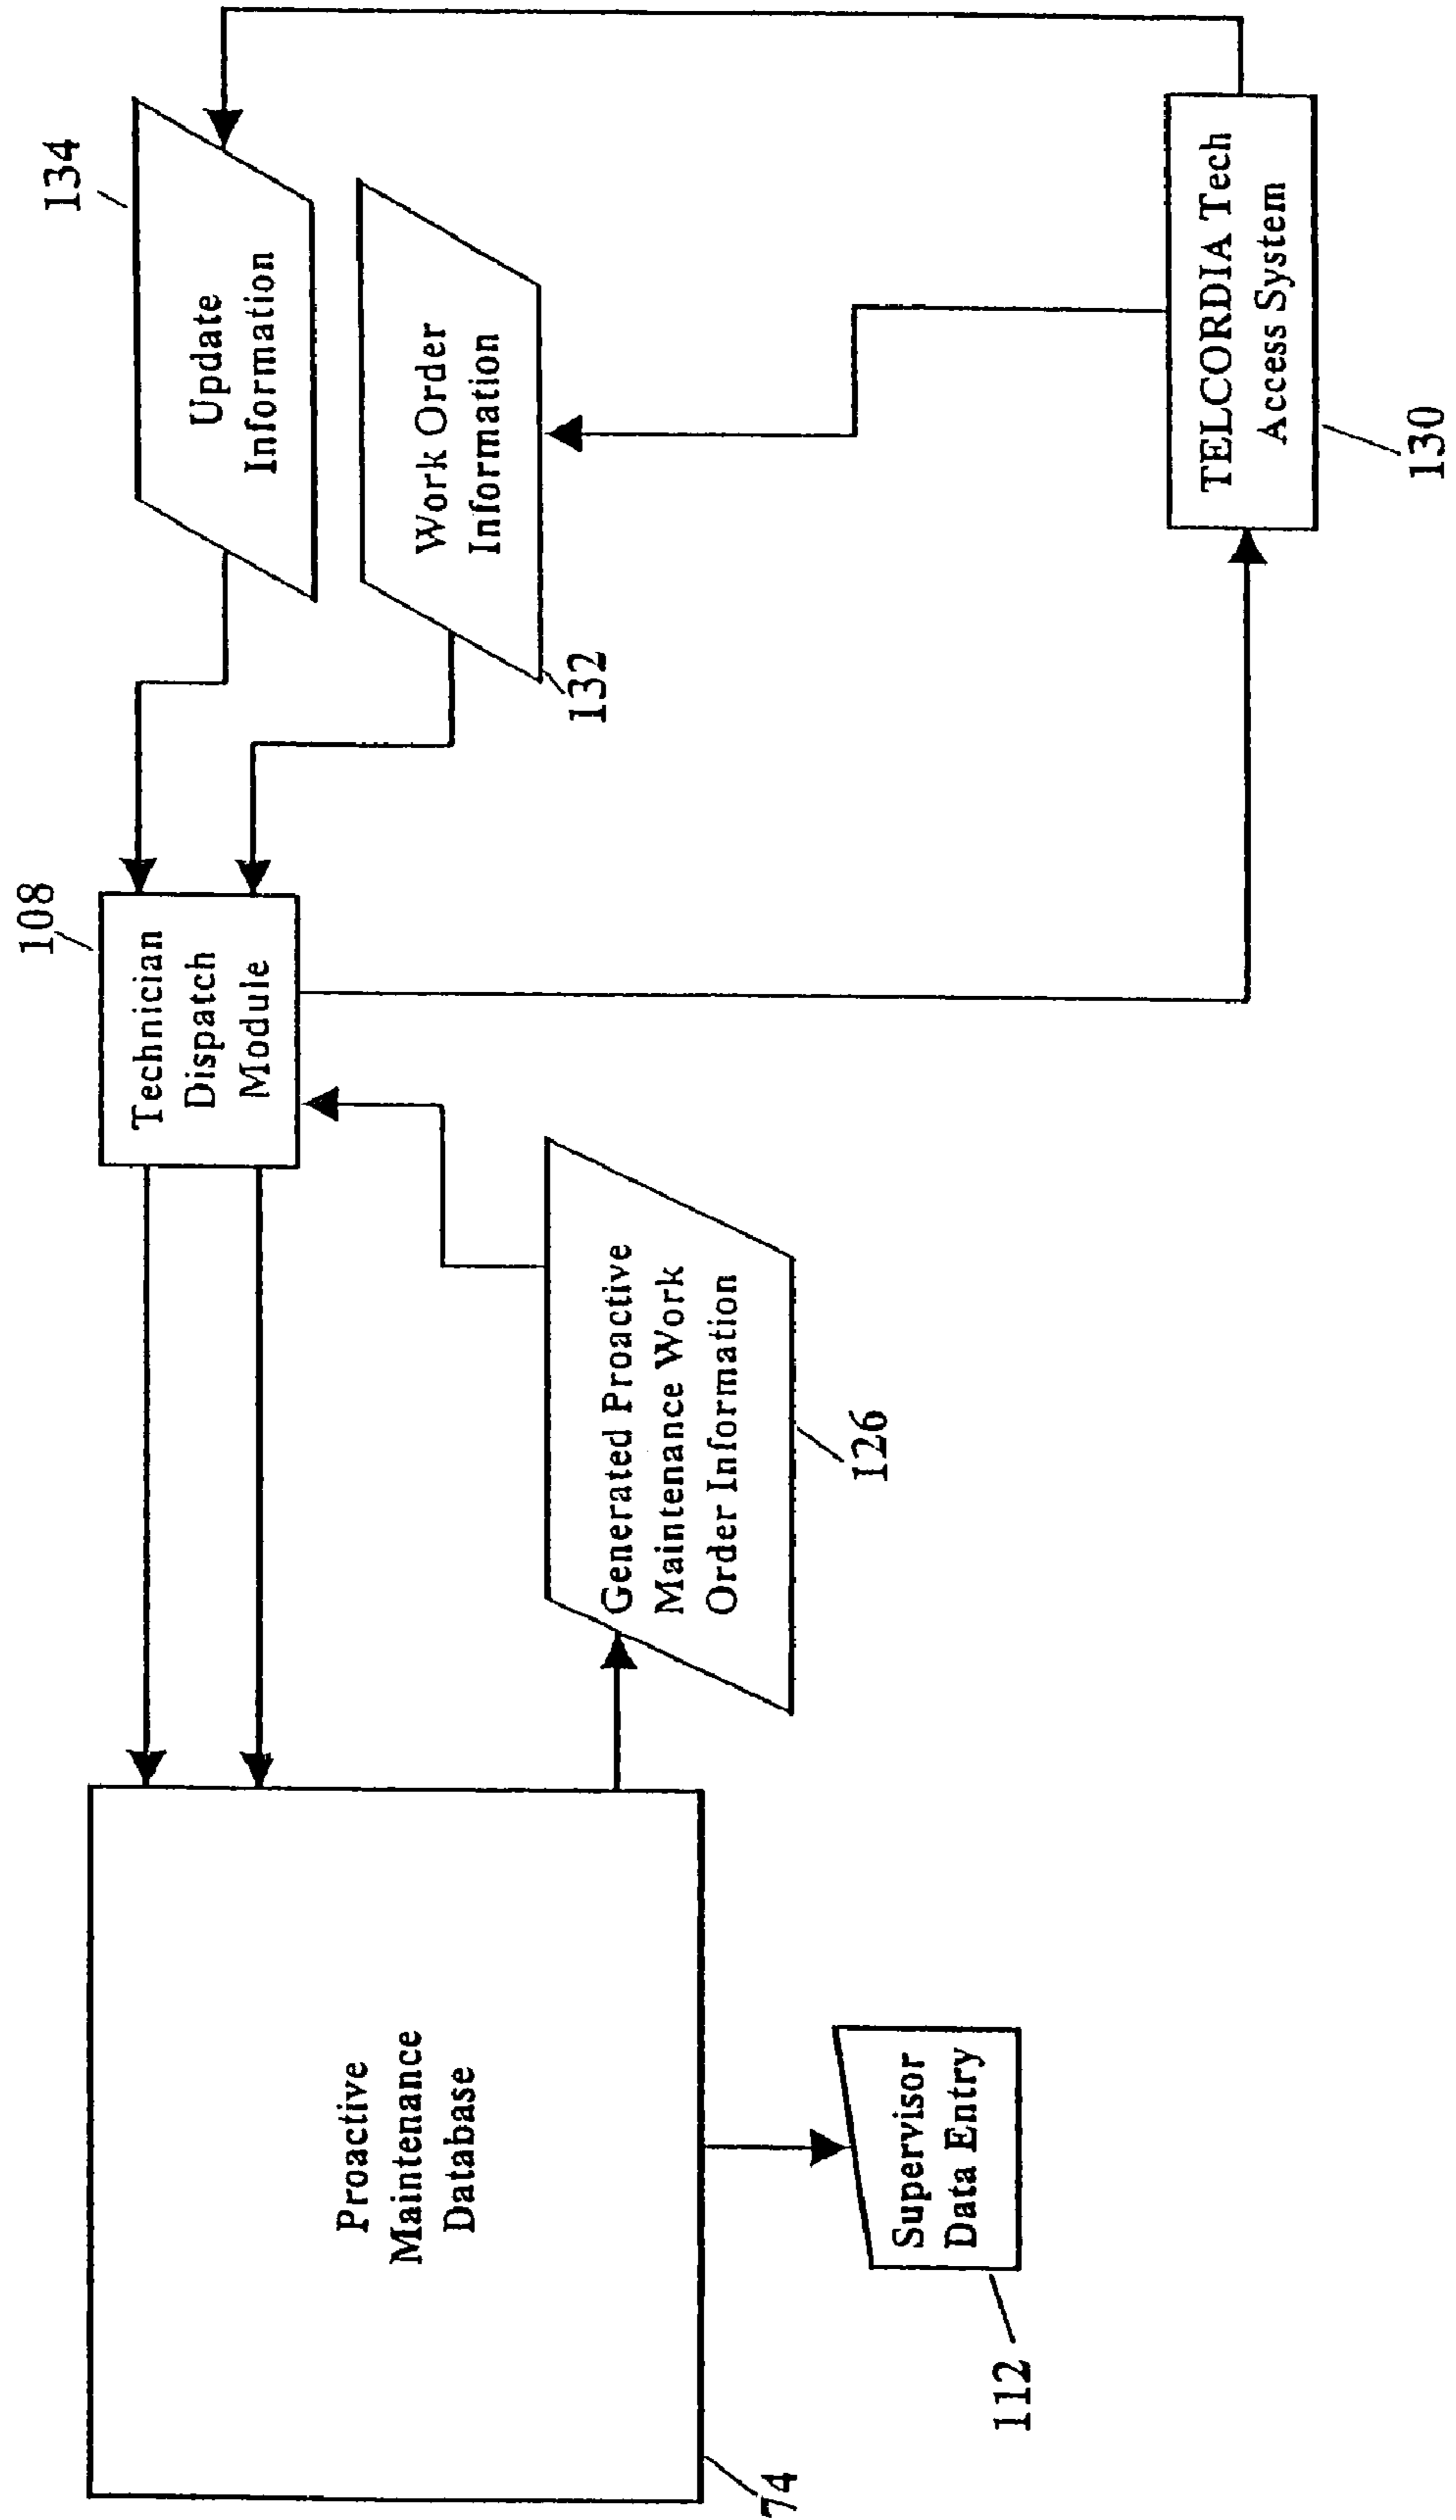 108
Technician
Dispatch
Module
134
Update
Information
Work Order
Information
132
Proactive
Maintenance
Database
74
Generated Proactive
Maintenance Work
Order Information
126
Supervisor
Data Entry
112
TELCORDIA Tech
Access System
130